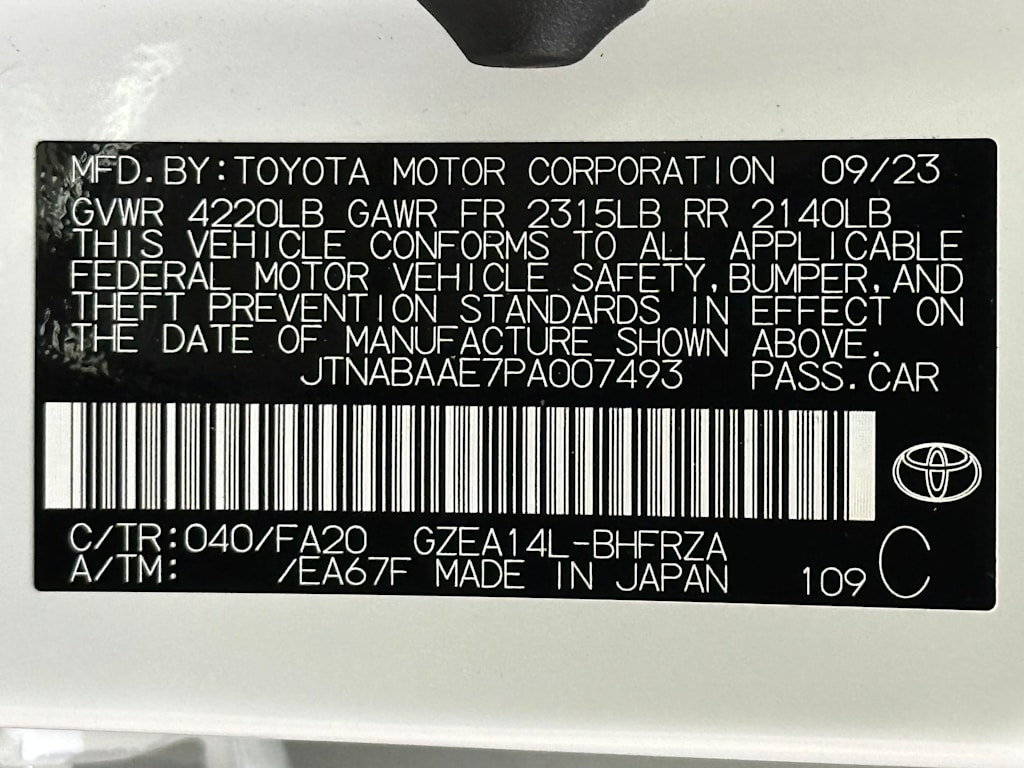 MFD. BY: TOYOTA MOTOR CORPORATION 09/23
GVWR 4220LB GAWR FR 2315LB RR 2140LB
THIS VEHICLE CONFORMS TO ALL APPLICABLE
FEDERAL MOTOR VEHICLE SAFETY, BUMPER, AND
THEFT PREVENTION STANDARDS IN EFFECT ON
THE DATE OF MANUFACTURE SHOWN ABOVE.
JTNABAAE7PA007493 PASS. CAR
C/TR: 040/FA20 GZEA14L-BHFRZA C
A/TM: /EA67F MADE IN JAPAN 109